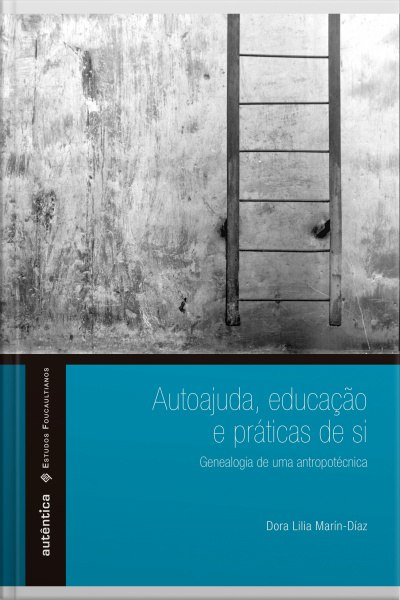 Autoajuda, educação
e práticas de si
Genealogia de uma antropotécnica
Dora Lilia Marín-Díaz
autêntica
Estudos Foucaultianos